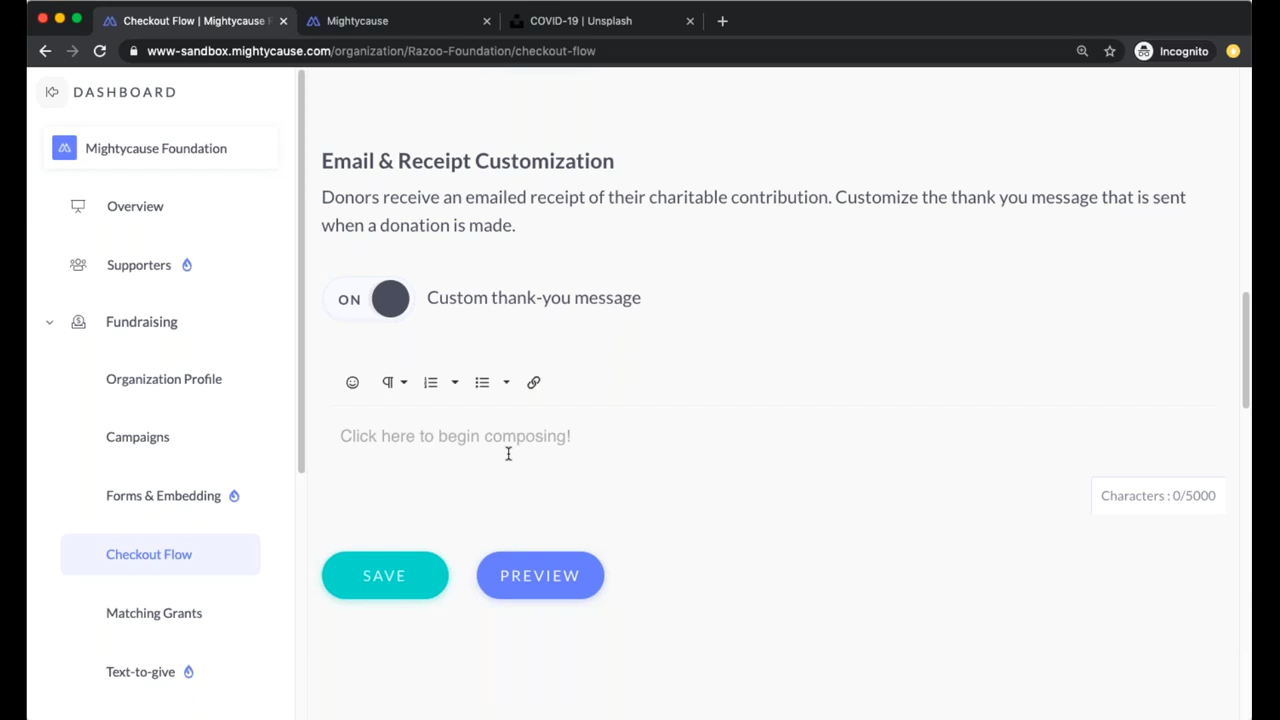 Checkout Flow | Mightycause F
Mightycause
COVID-19 | Unsplash
www-sandbox.mightycause.com/organization/Razoo-Foundation/checkout-flow
Incognito
DASHBOARD
Mightycause Foundation
Overview
Supporters
Fundraising
Organization Profile
Campaigns
Forms & Embedding
Checkout Flow
Matching Grants
Text-to-give
Email & Receipt Customization
Donors receive an emailed receipt of their charitable contribution. Customize the thank you message that is sent
when a donation is made.
ON
Custom thank-you message
Click here to begin composing!
Characters : 0/5000
SAVE
PREVIEW